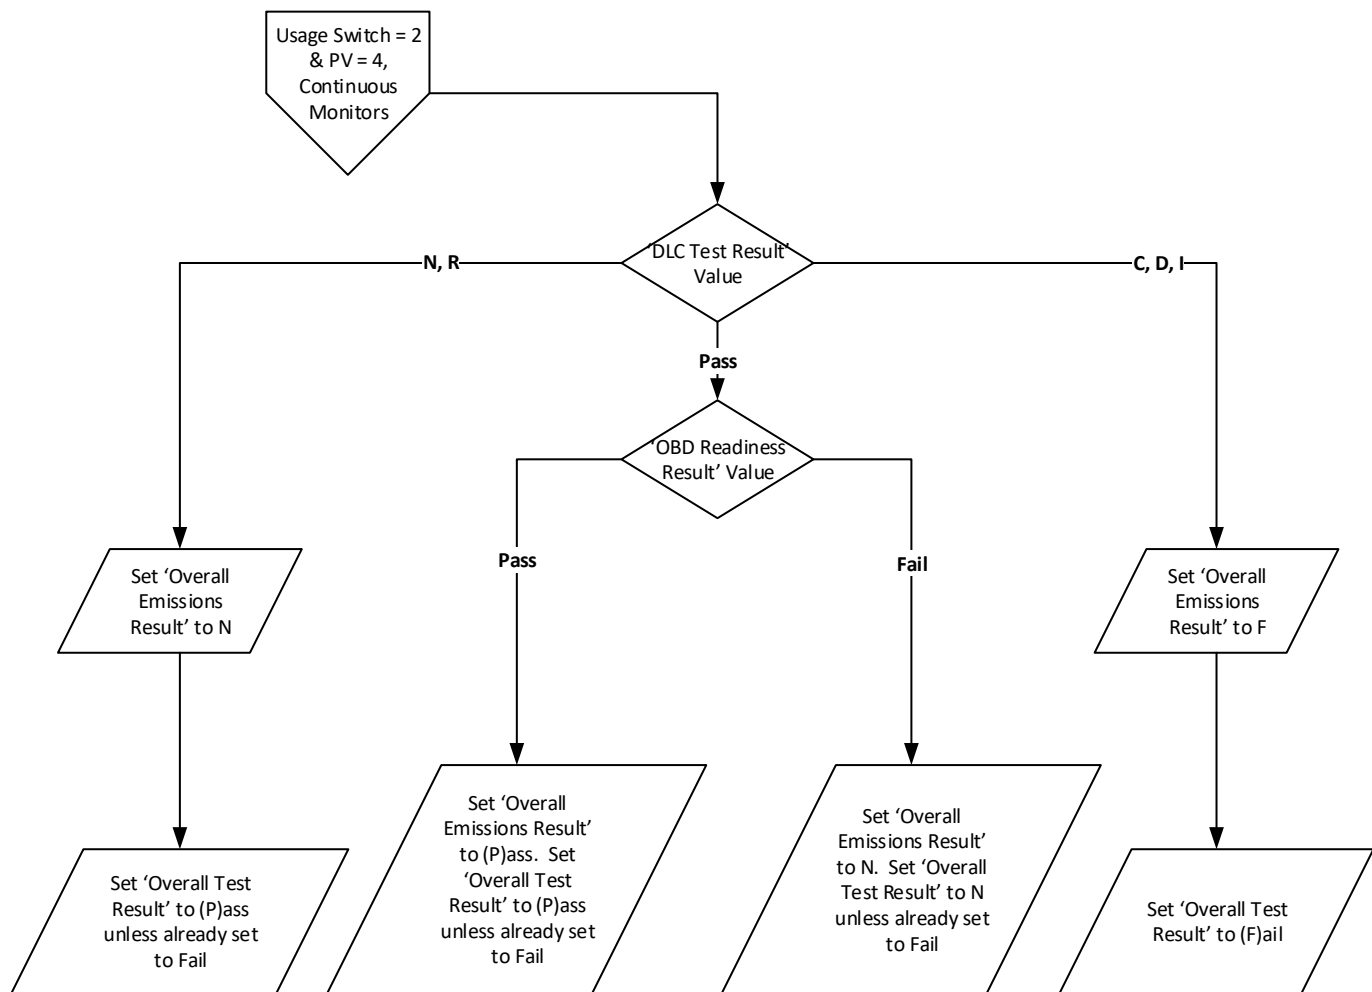 Usage Switch = 2
& PV = 4,
Continuous
Monitors
‘DLC Test Result’
Value
N, R
C, D, I
Pass
‘OBD Readiness
Result’ Value
Pass
Fail
Set ‘Overall
Emissions
Result’ to N
Set ‘Overall
Emissions
Result’ to F
Set ‘Overall Test
Result’ to (P)ass
unless already set
to Fail
Set ‘Overall
Emissions Result’
to (P)ass. Set
‘Overall Test
Result’ to (P)ass
unless already set
to Fail
Set ‘Overall
Emissions Result’
to N. Set ‘Overall
Test Result’ to N
unless already set
to Fail
Set ‘Overall Test
Result’ to (F)ail